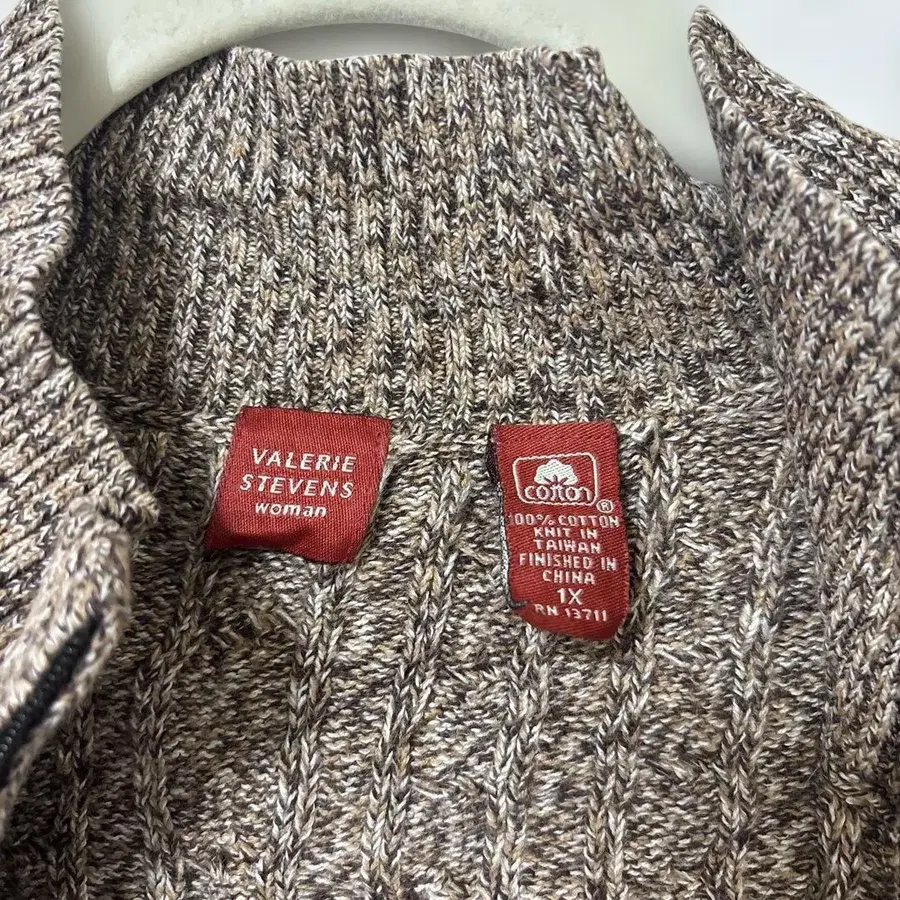 VALERIE
STEVENS
woman
cotton
®
100% COTTON
KNIT IN
TAIWAN
FINISHED IN
CHINA
1X
RN 13711